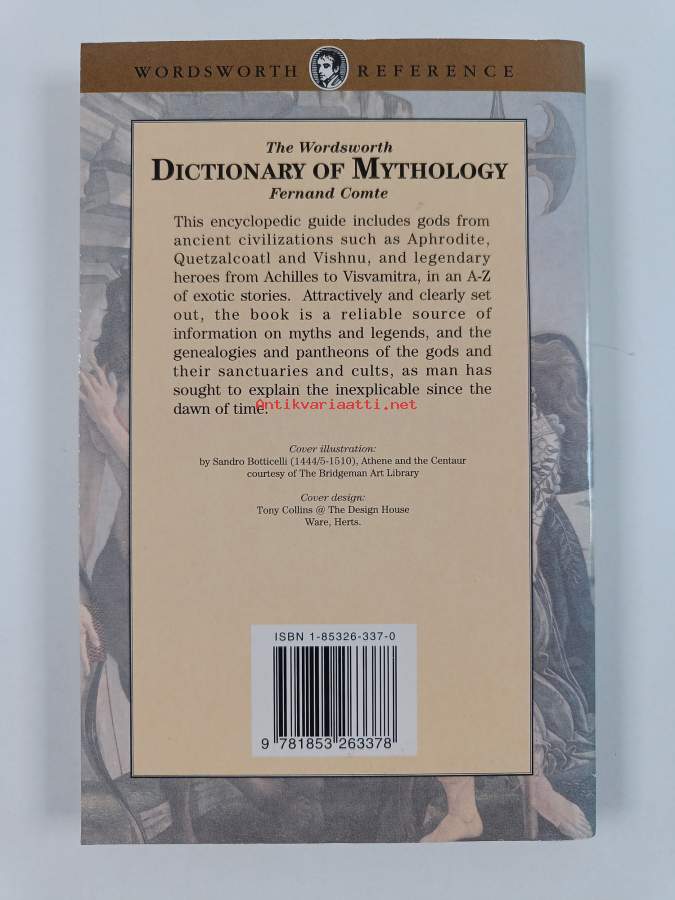 WORDSWORTH REFERENCE
The Wordsworth
DICTIONARY OF MYTHOLOGY
Fernand Comte
This encyclopedic guide includes gods from
ancient civilizations such as Aphrodite,
Quetzalcoatl and Vishnu, and legendary
heroes from Achilles to Visvamitra, in an A-Z
of exotic stories. Attractively and clearly set
out, the book is a reliable source of
information on myths and legends, and the
genealogies and pantheons of the gods and
their sanctuaries and cults, as man has
sought to explain the inexplicable since the
dawn of time.
Antikvariaatti.net
Cover illustration:
by Sandro Botticelli (1444/5-1510), Athene and the Centaur
courtesy of The Bridgeman Art Library
Cover design:
Tony Collins @ The Design House
Ware, Herts.
ISBN 1-85326-337-0
9 781853 263378